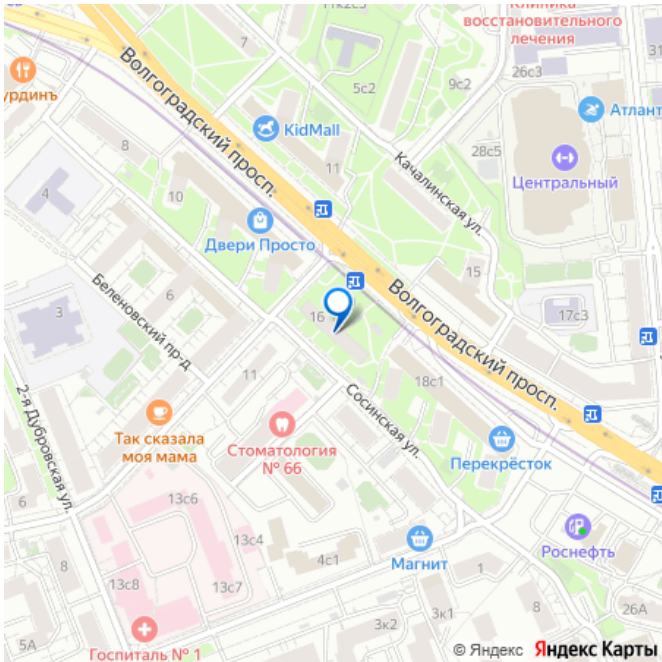 11к2с3
Клиника
восстановительного
лечения
31
5с2
9с2
26с3
Волгоградский просп.
урдинъ
8
KidMall
11
Качалинская ул.
28с5
Атлант
Центральный
4
10
Двери Просто
15
Волгоградский просп.
17с3
Беленовский пр-д
6
16
3
11
18с1
2-я Дубровская ул.
Так сказала
моя мама
Стоматология
№ 66
Сосинская ул.
Перекрёсток
6
13с6
13с4
4с1
Магнит
Роснефть
8
13с8
13с7
1
8
26А
3к1
3к2
5А
Госпиталь № 1
© Яндекс Яндекс Карты